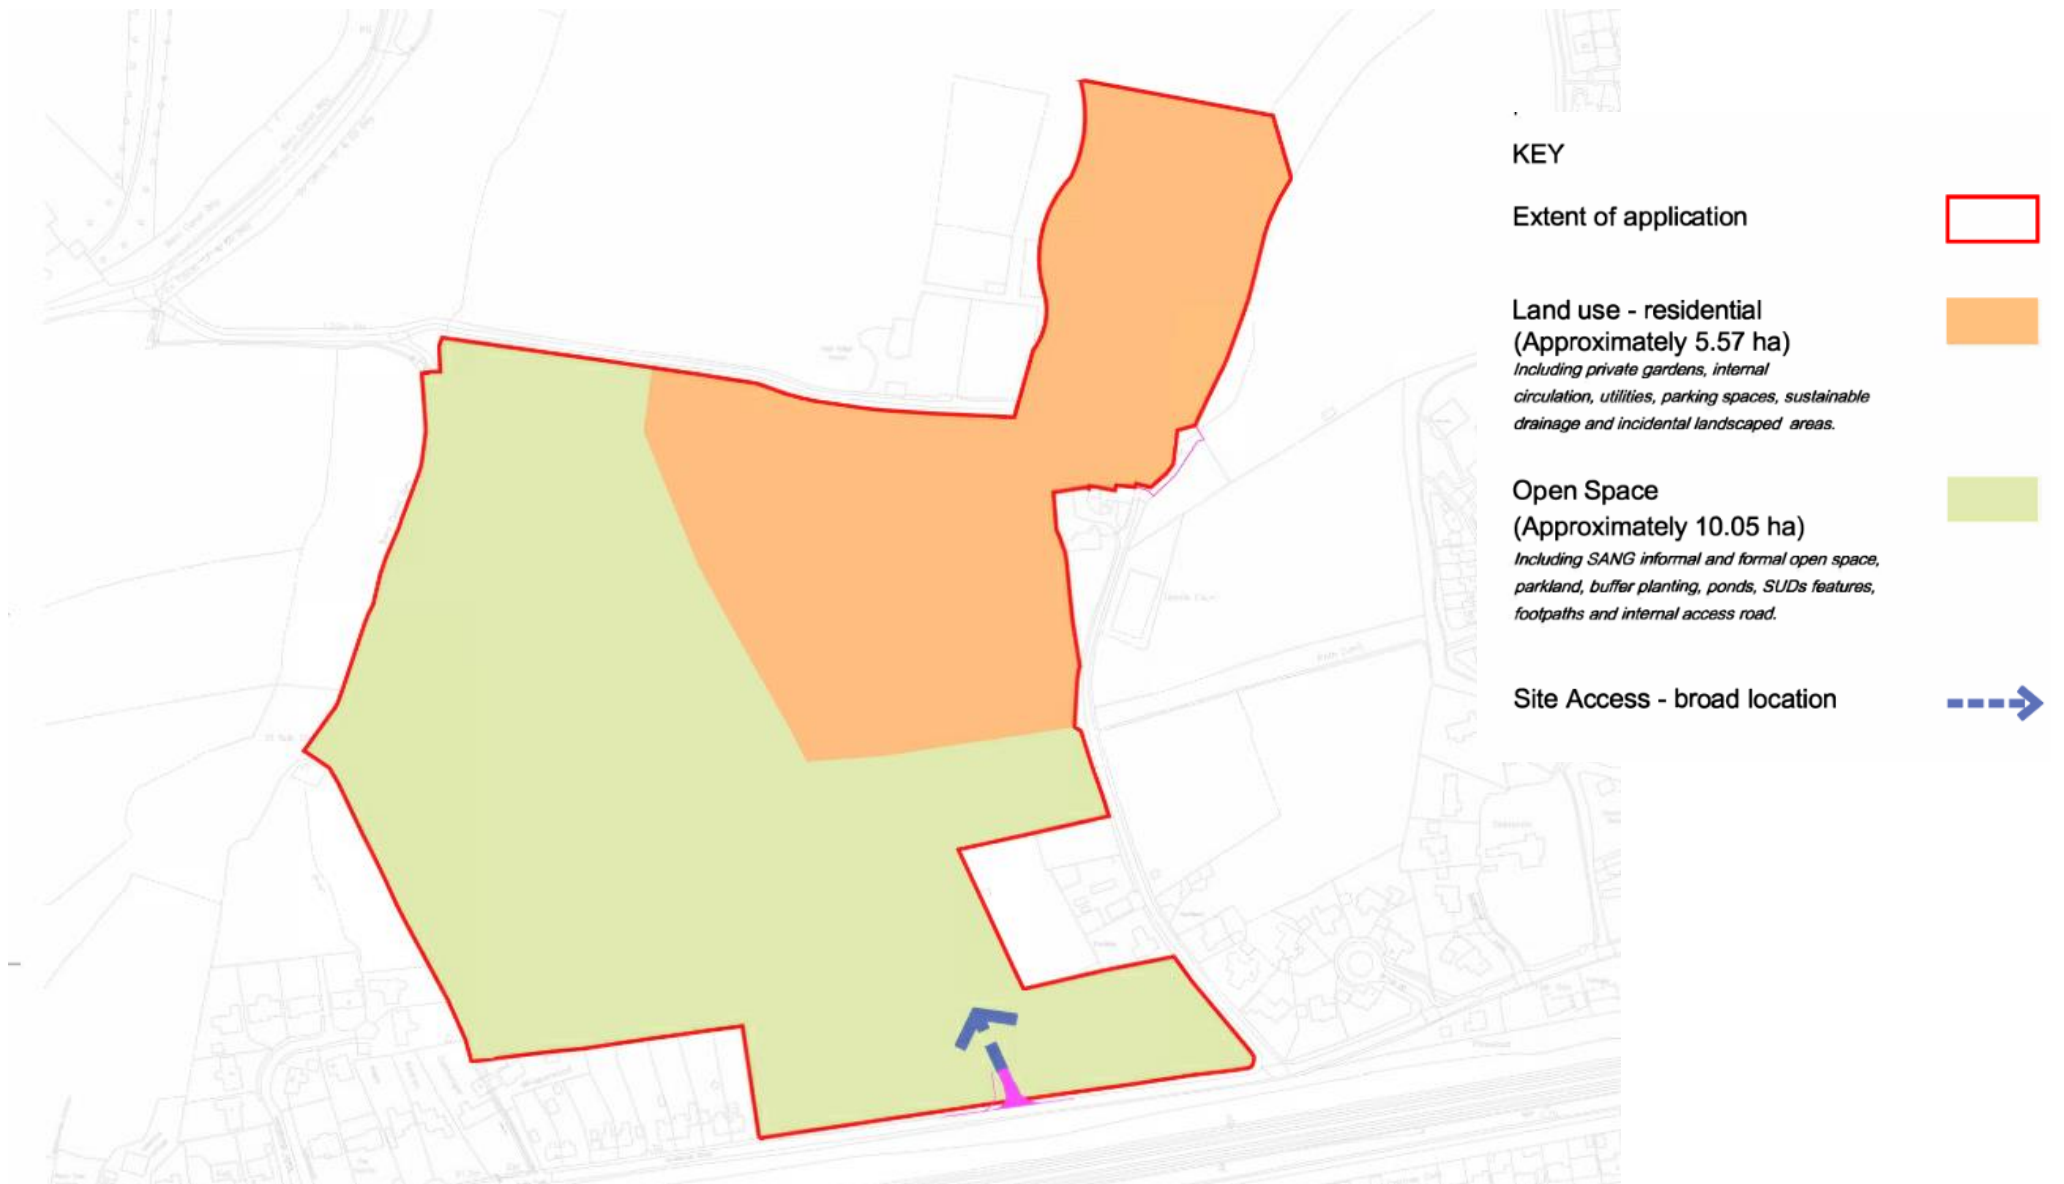 KEY
Extent of application
Land use - residential
(Approximately 5.57 ha)
Including private gardens, internal
circulation, utilities, parking spaces, sustainable
drainage and incidental landscaped areas.
Open Space
(Approximately 10.05 ha)
Including SANG informal and formal open space,
parkland, buffer planting, ponds, SUDs features,
footpaths and internal access road.
Site Access - broad location